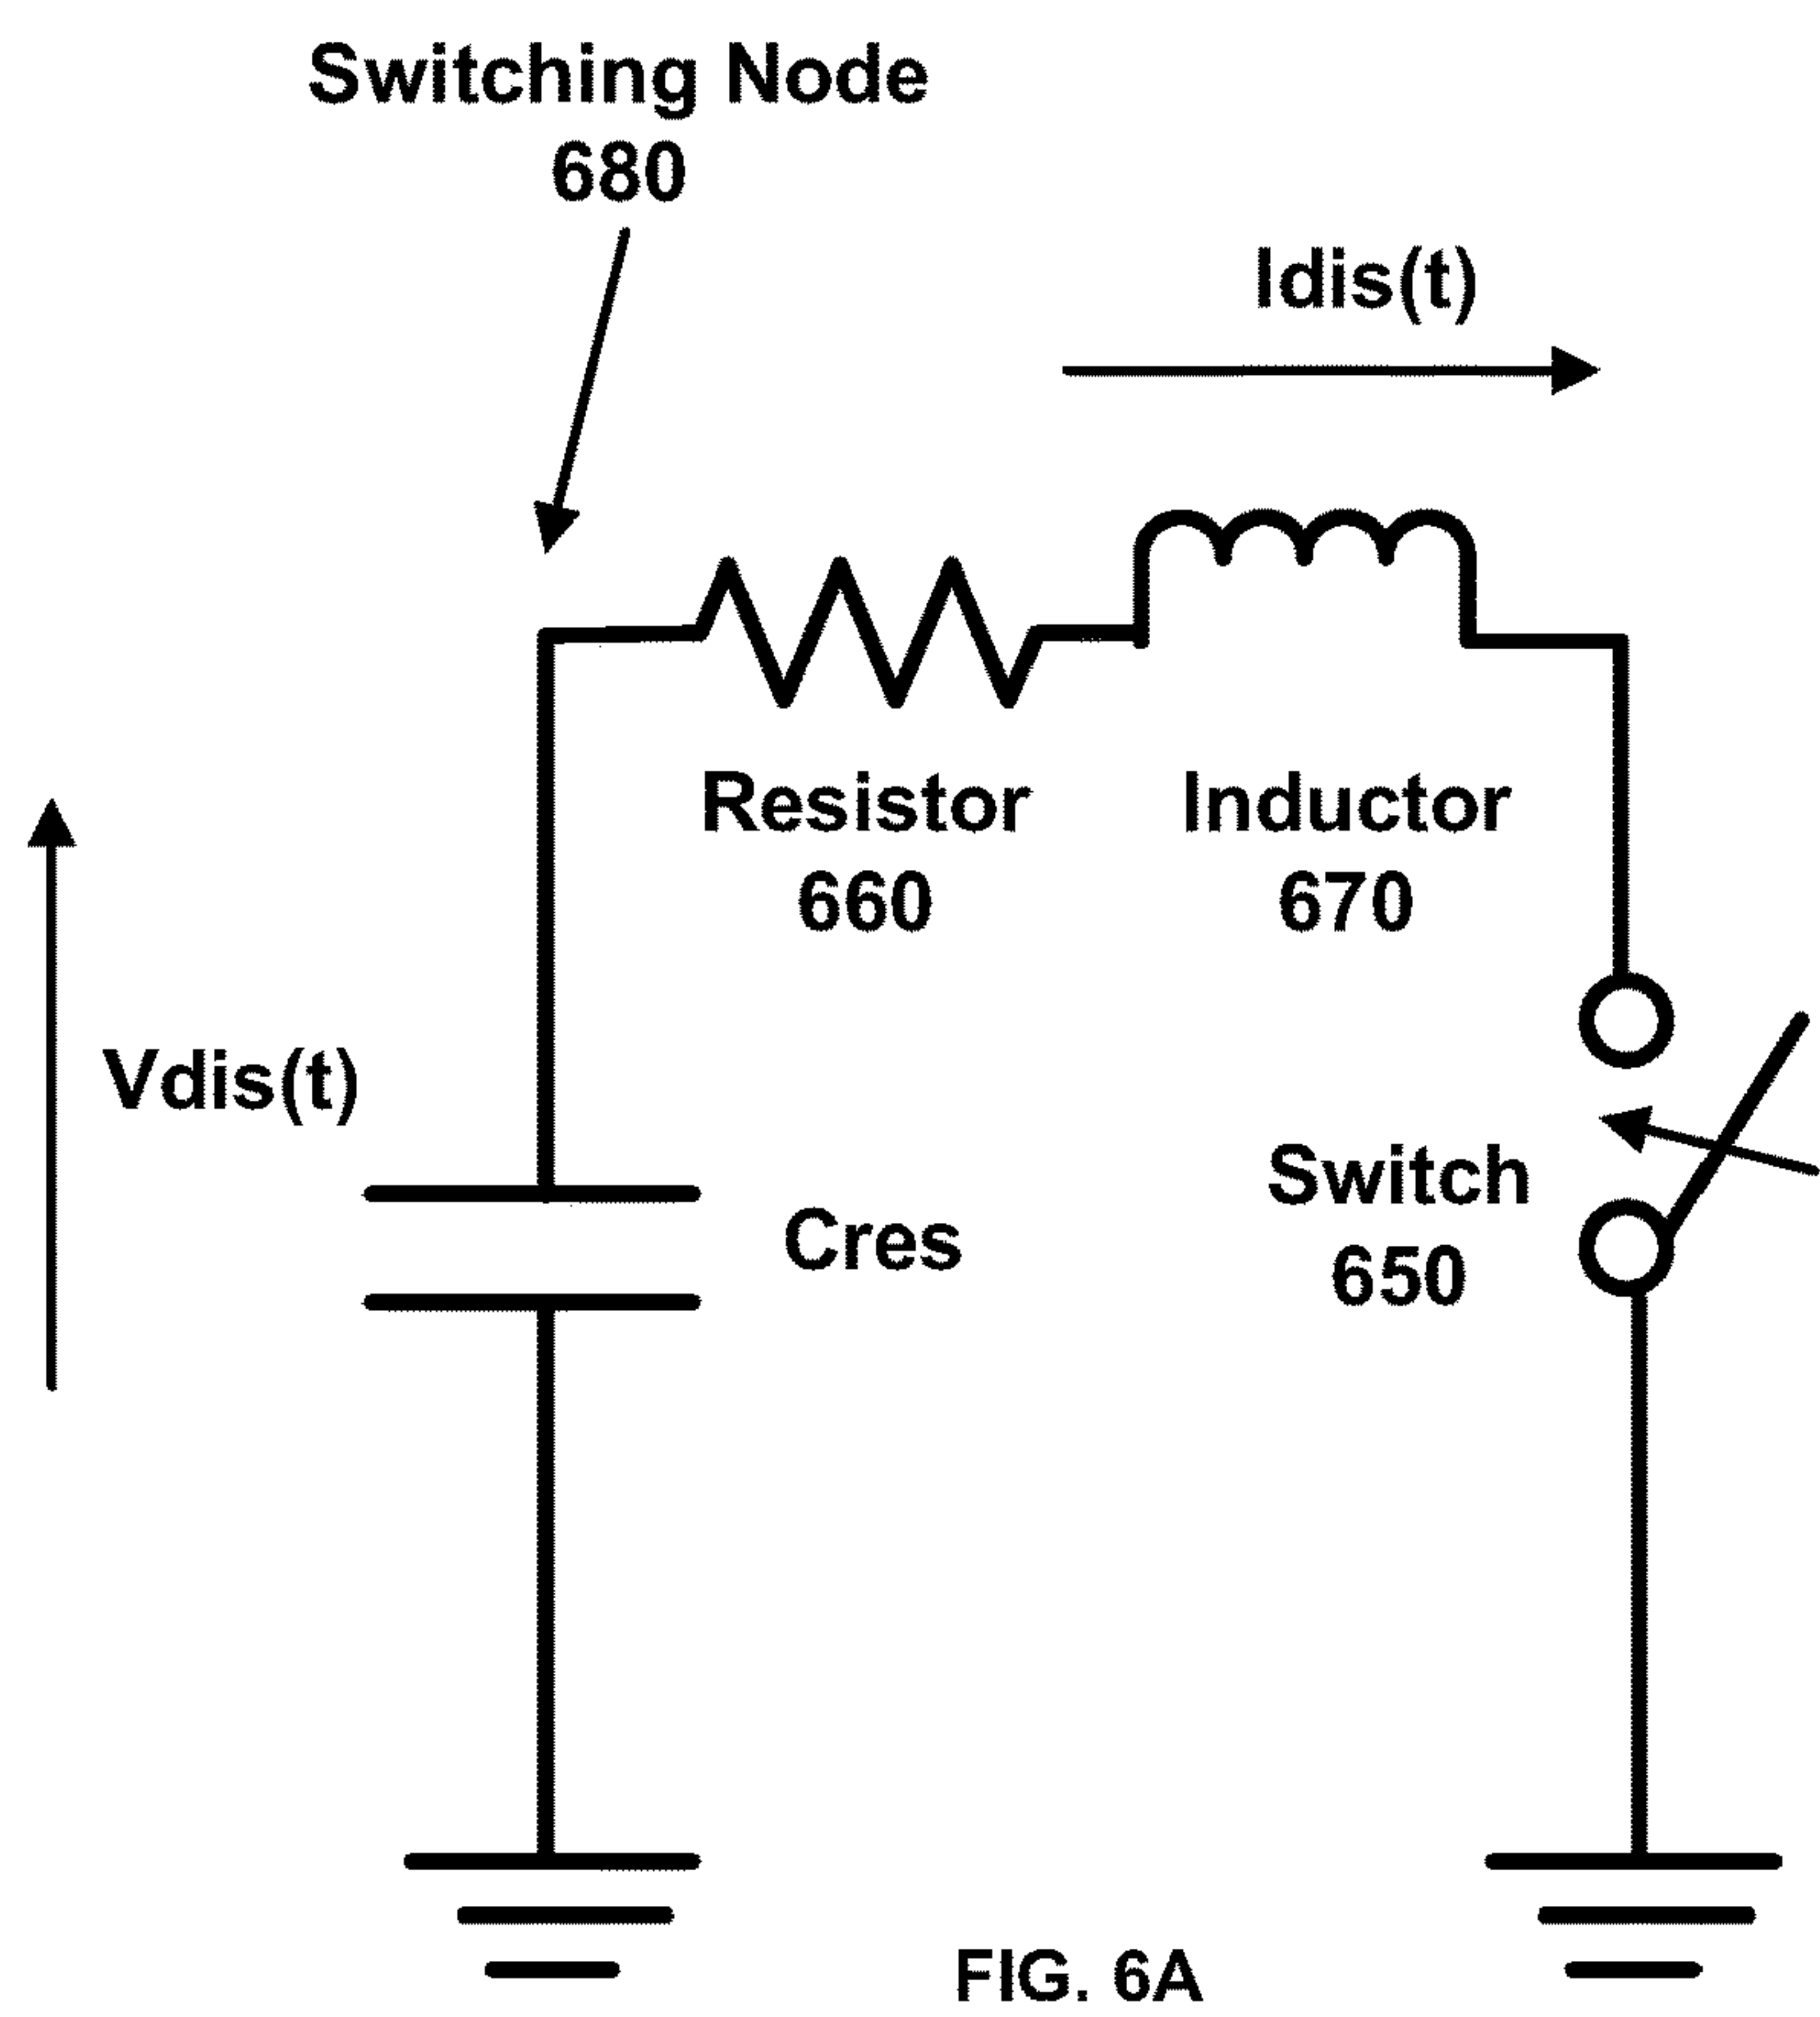 Switching Node
680
Idis(t)
Resistor
660
Inductor
670
Vdis(t)
Switch
650
Cres
FIG. 6A